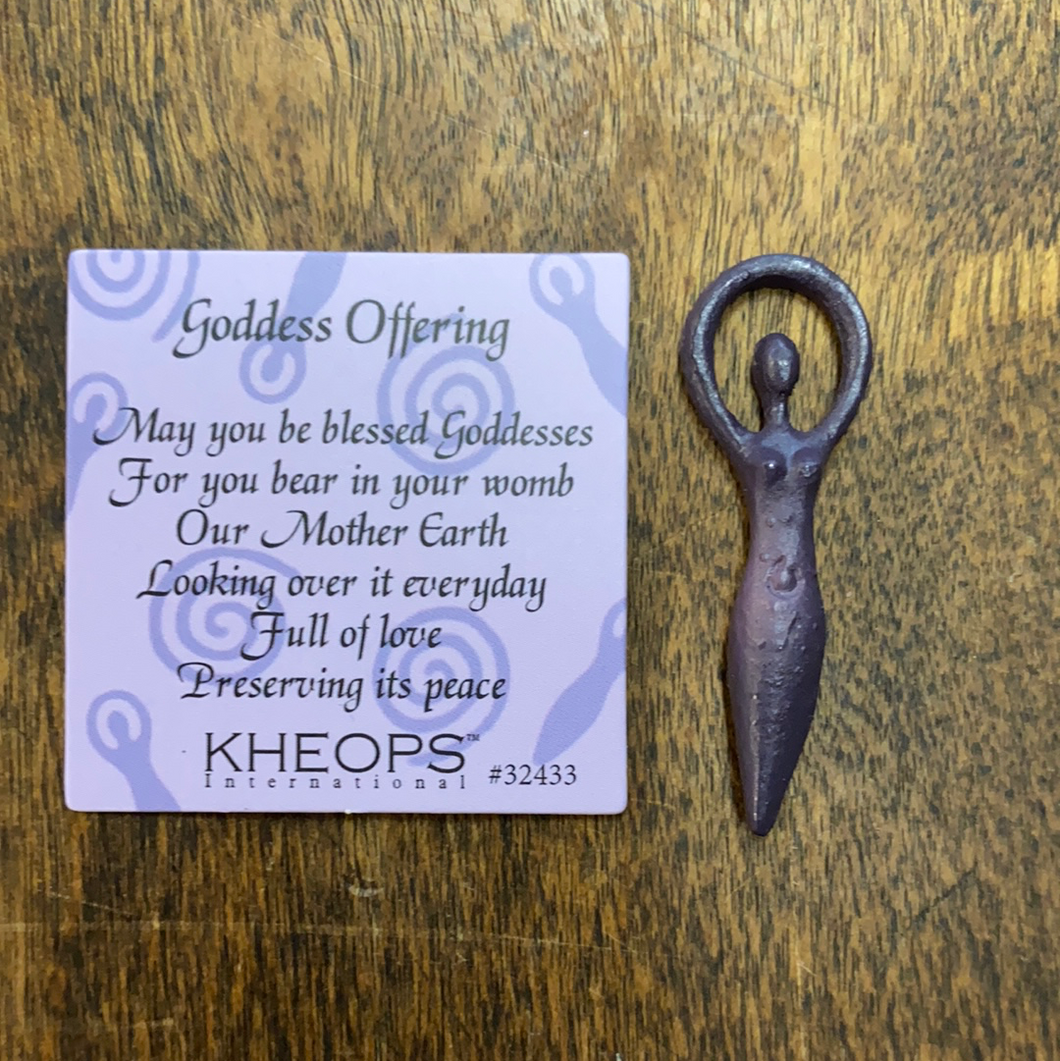 Goddess Offering
May you be blessed Goddesses
For you bear in your womb
Our Mother Earth
Looking over it everyday
Full of love
Preserving its peace
KHEOPS™
International #32433